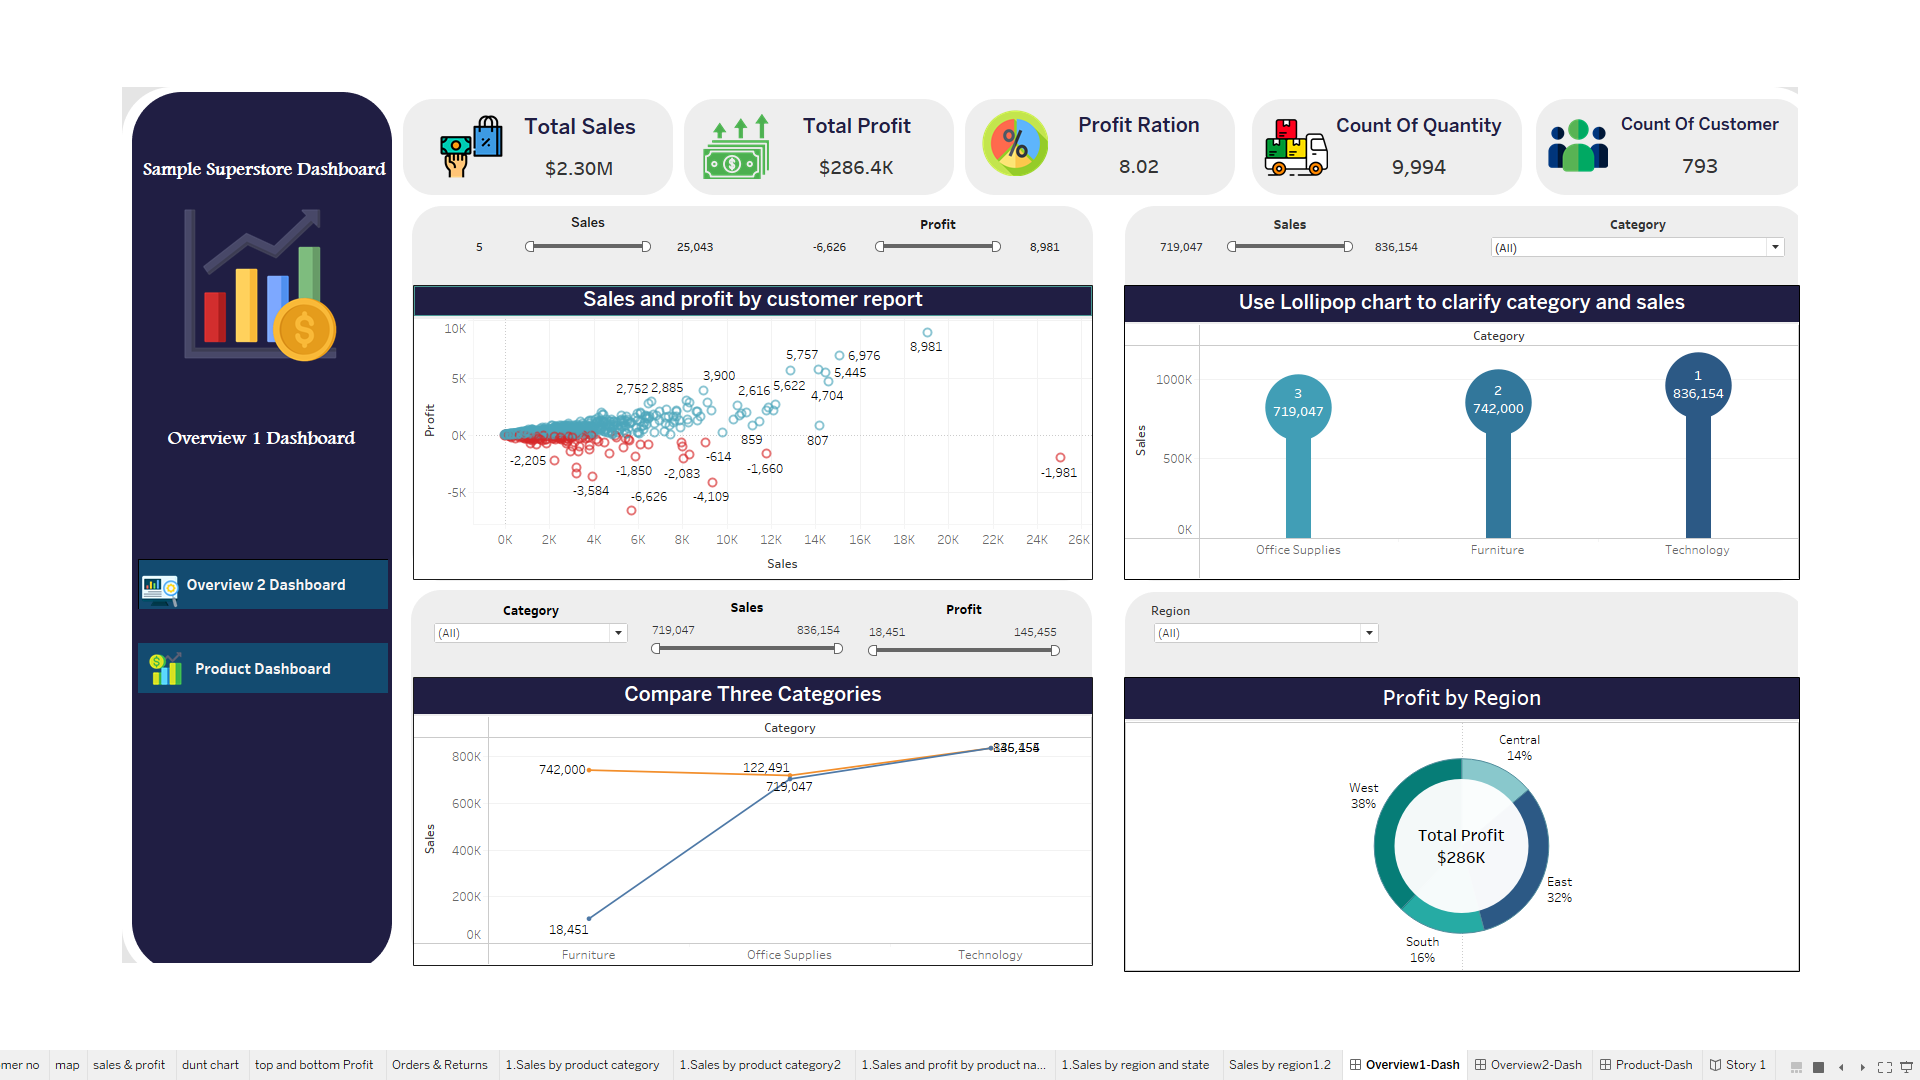 Sample Superstore Dashboard
Overview 1 Dashboard
Overview 2 Dashboard
Product Dashboard
Total Sales
$2.30M
Total Profit
$286.4K
Profit Ration
8.02
Count Of Quantity
9,994
Count Of Customer
793
Sales
5
25,043
Profit
-6,626
8,981
Sales and profit by customer report
Profit
10K
5K
0K
-5K
8,981
5,757
6,976
5,445
3,900
2,752
2,885
2,616
5,622
4,704
859
807
-614
-2,205
-1,850
-2,083
-1,660
-1,981
-3,584
-6,626
-4,109
0K
2K
4K
6K
8K
10K
12K
14K
16K
18K
20K
22K
24K
26K
Sales
Sales
719,047
836,154
Category
(All)
Use Lollipop chart to clarify category and sales
Category
Sales
1000K
500K
0K
3
719,047
2
742,000
1
836,154
Office Supplies
Furniture
Technology
Category
(All)
Sales
719,047
836,154
Profit
18,451
145,455
Compare Three Categories
Category
Sales
800K
600K
400K
200K
0K
742,000
122,491
719,047
18,451
Furniture
Office Supplies
Technology
Region
(All)
Profit by Region
Central
14%
West
38%
Total Profit
$286K
East
32%
South
16%
mer no
map
sales & profit
dunt chart
top and bottom Profit
Orders & Returns
1.Sales by product category
1.Sales by product category2
1.Sales and profit by product na...
1.Sales by region and state
Sales by region1.2
Overview1-Dash
Overview2-Dash
Product-Dash
Story 1